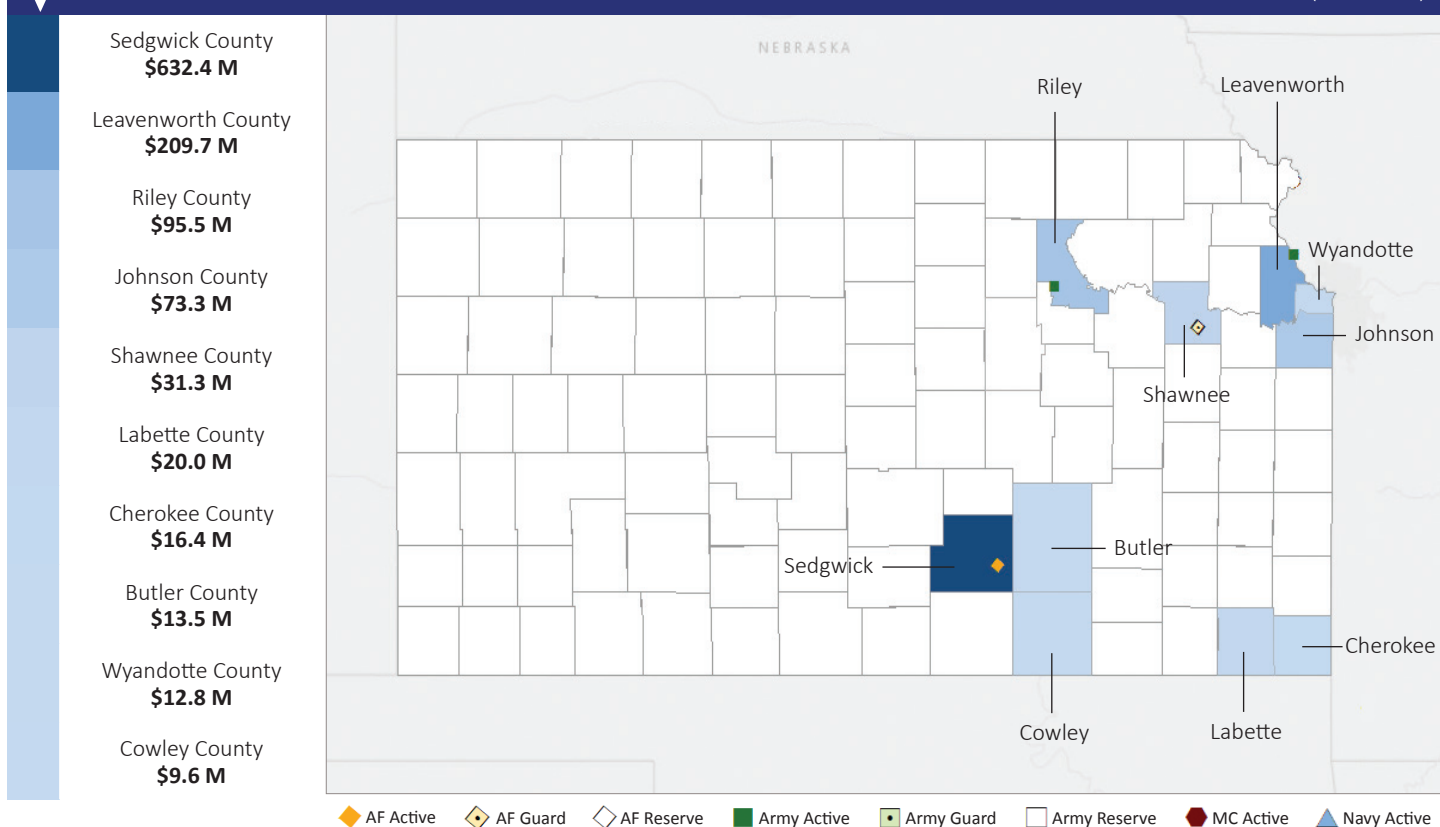 Sedgwick County
$632.4 M
Leavenworth County
$209.7 M
Riley County
$95.5 M
Johnson County
$73.3 M
Shawnee County
$31.3 M
Labette County
$20.0 M
Cherokee County
$16.4 M
Butler County
$13.5 M
Wyandotte County
$12.8 M
Cowley County
$9.6 M
NEBRASKA
Riley
Leavenworth
Wyandotte
Johnson
Shawnee
Butler
Sedgwick
Cherokee
Cowley
Labette
AF Active
AF Guard
AF Reserve
Army Active
Army Guard
Army Reserve
MC Active
Navy Active